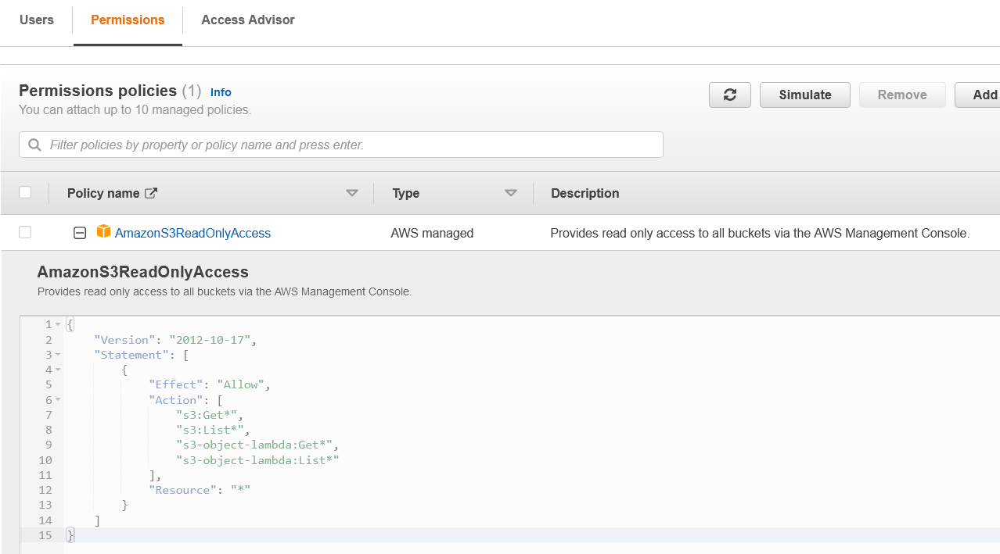 Users Permissions Access Advisor
Permissions policies (1) Info
You can attach up to 10 managed policies.
Simulate Remove Add
Filter policies by property or policy name and press enter.
Policy name Type Description
AmazonS3ReadOnlyAccess AWS managed Provides read only access to all buckets via the AWS Management Console.
AmazonS3ReadOnlyAccess
Provides read only access to all buckets via the AWS Management Console.
1 {
2 "Version": "2012-10-17",
3 "Statement": [
4 {
5 "Effect": "Allow",
6 "Action": [
7 "s3:Get*",
8 "s3:List*",
9 "s3-object-lambda:Get*",
10 "s3-object-lambda:List*"
11 ],
12 "Resource": "*"
13 }
14 ]
15 }